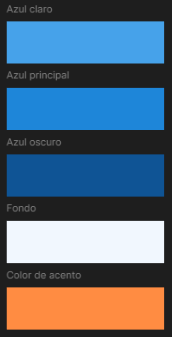 Azul claro
Azul principal
Azul oscuro
Fondo
Color de acento